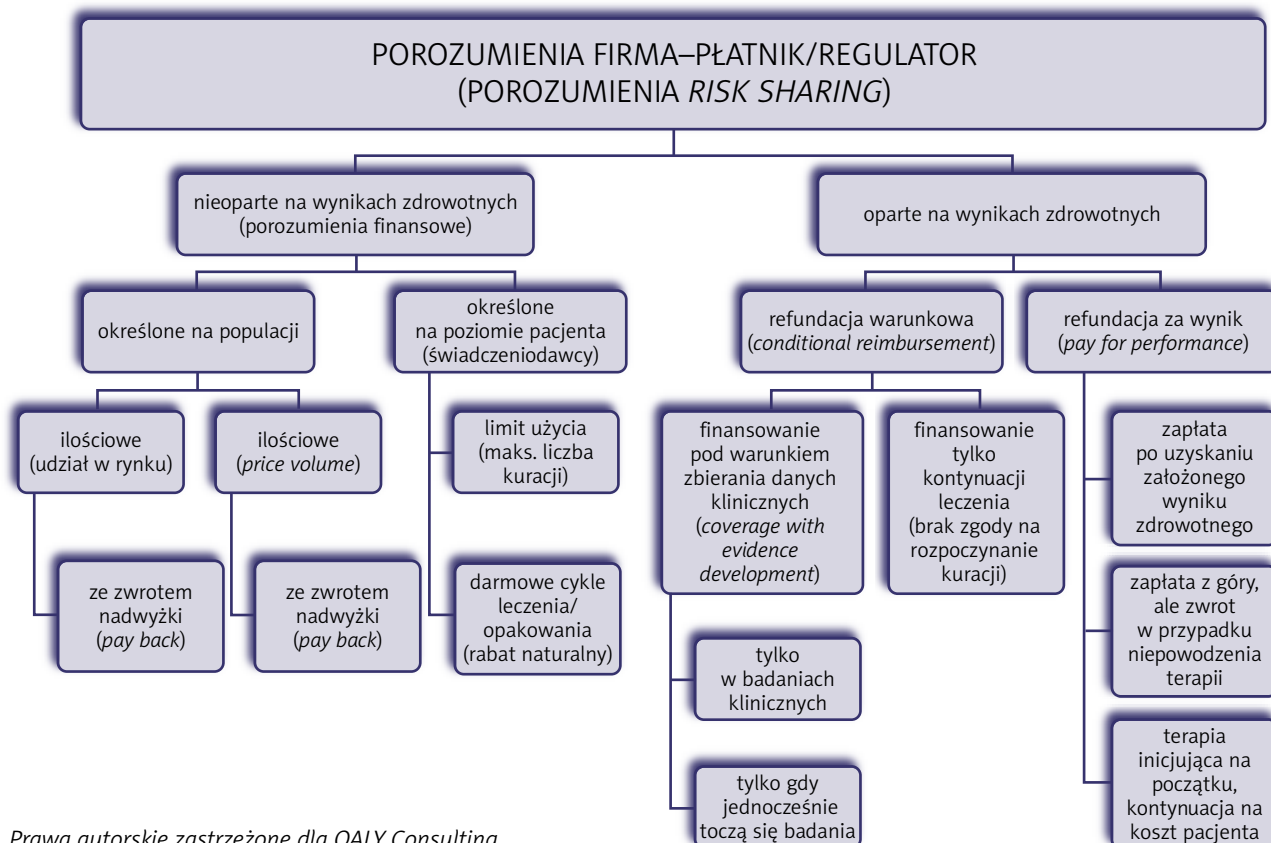 POROZUMIENIA FIRMA–PŁATNIK/REGULATOR
(POROZUMIENIA RISK SHARING)
nieoparte na wynikach zdrowotnych
(porozumienia finansowe)
oparte na wynikach zdrowotnych
określone na populacji
określone
na poziomie pacjenta
(świadczeniodawcy)
refundacja warunkowa
(conditional reimbursement)
refundacja za wynik
(pay for performance)
ilościowe
(udział w rynku)
ilościowe
(price volume)
limit użycia
(maks. liczba
kuracji)
finansowanie
pod warunkiem
zbierania danych
klinicznych
(coverage with
evidence
development)
finansowanie
tylko
kontynuacji
leczenia
(brak zgody na
rozpoczynanie
kuracji)
zapłata
po uzyskaniu
założonego
wyniku
zdrowotnego
ze zwrotem
nadwyżki
(pay back)
ze zwrotem
nadwyżki
(pay back)
darmowe cykle
leczenia/
opakowania
(rabat naturalny)
zapłata z góry,
ale zwrot
w przypadku
niepowodzenia
terapii
tylko
w badaniach
klinicznych
tylko gdy
jednocześnie
toczą się badania
terapia
inicjująca na
początku,
kontynuacja na
koszt pacjenta
Prawa autorskie zastrzeżone dla QALY Consulting